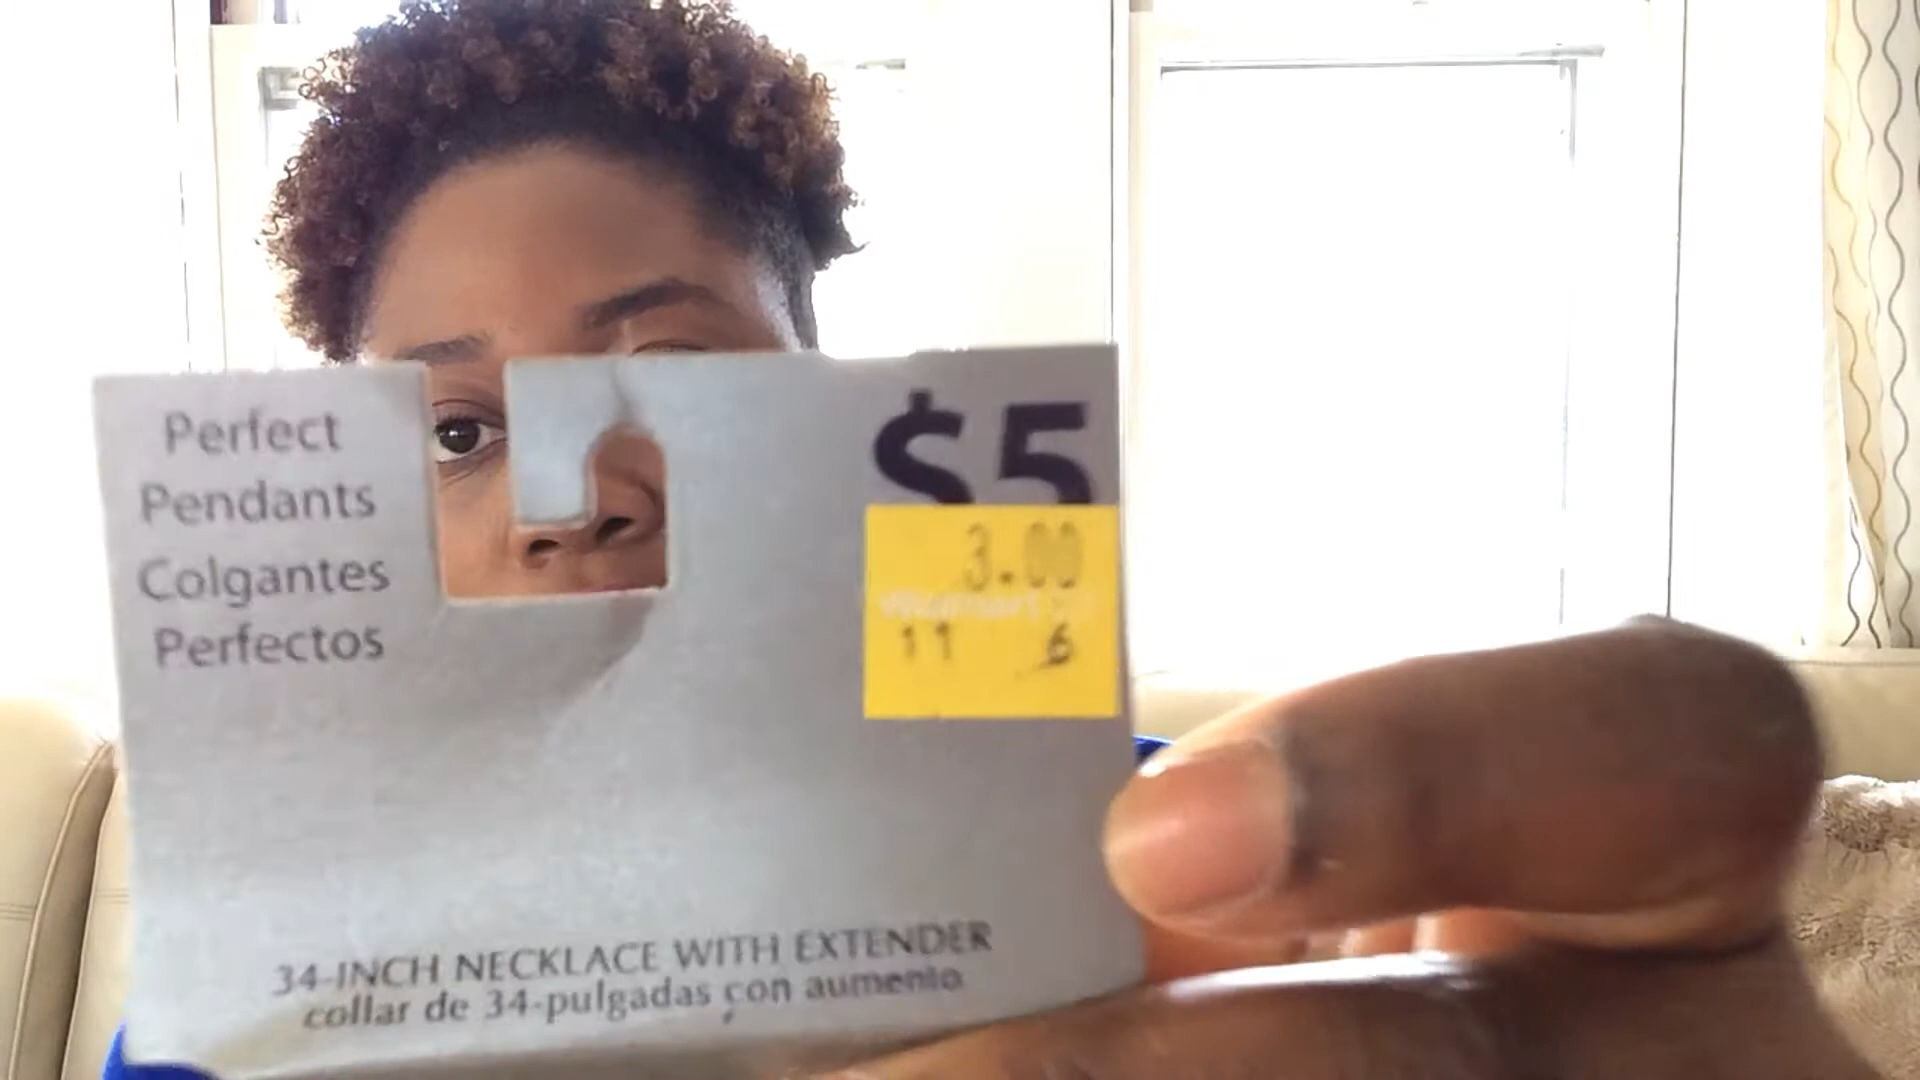 Perfect
Pendants
Colgantes
Perfectos
$5
3.00
Walmart
11 6
34-INCH NECKLACE WITH EXTENDER
collar de 34-pulgadas con aumento